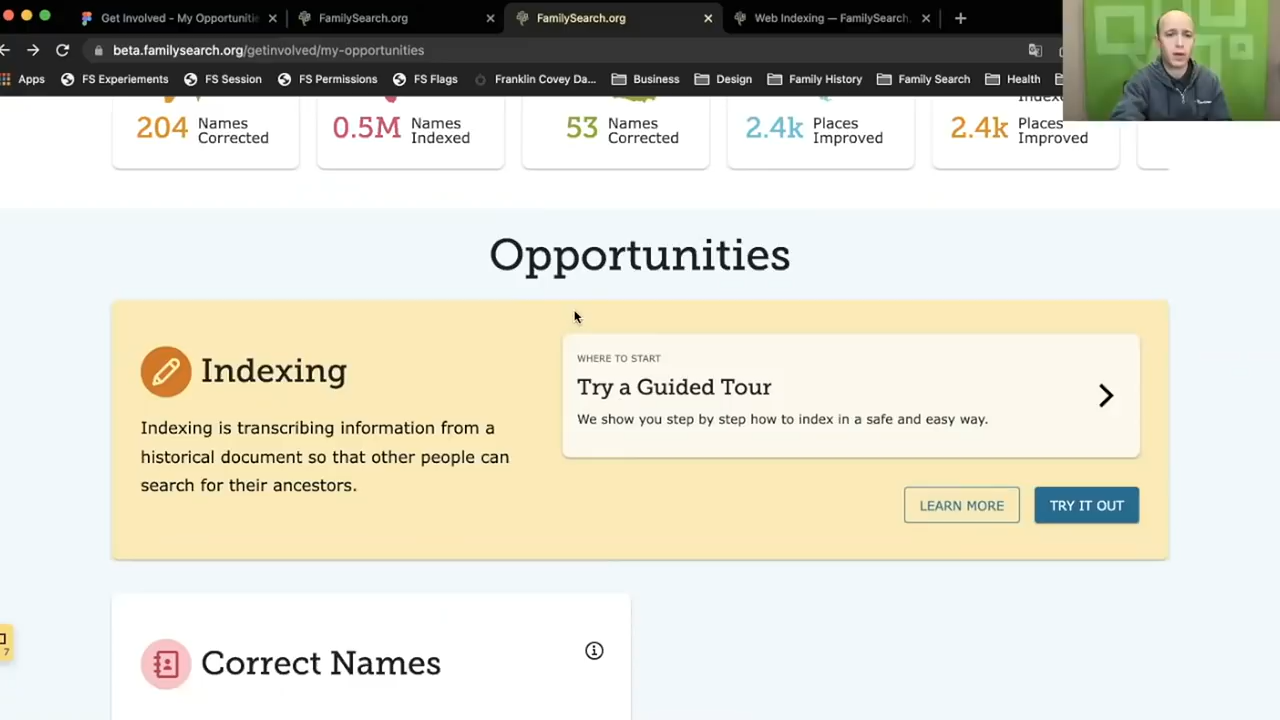 Get Involved - My Opportunitie
FamilySearch.org
FamilySearch.org
Web Indexing — FamilySearch.
beta.familysearch.org/getinvolved/my-opportunities
Apps
FS Experiements
FS Session
FS Permissions
FS Flags
Franklin Covey Da...
Business
Design
Family History
Family Search
Health
204 Names Corrected
0.5M Names Indexed
53 Names Corrected
2.4k Places Improved
2.4k Places Improved
Opportunities
Indexing
Indexing is transcribing information from a
historical document so that other people can
search for their ancestors.
WHERE TO START
Try a Guided Tour
We show you step by step how to index in a safe and easy way.
LEARN MORE
TRY IT OUT
7
Correct Names